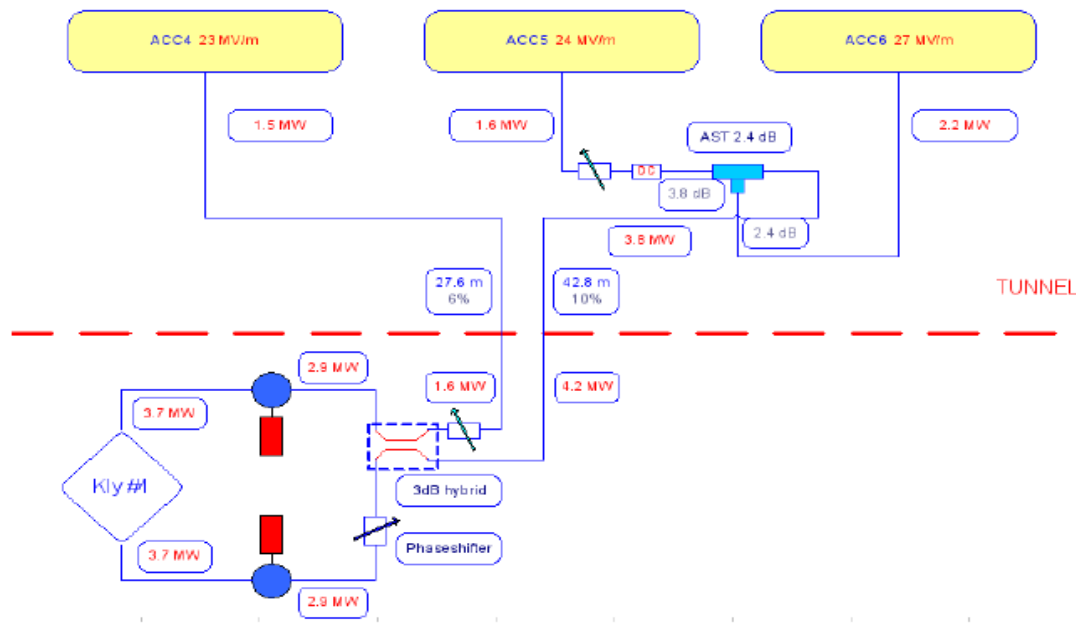 ACC4 23 MV/m
ACC5 24 MV/m
ACC6 27 MV/m
1.5 MW
1.6 MW
2.2 MW
AST 2.4 dB
DC
3.8 dB
2.4 dB
3.8 MW
27.6 m
6%
42.8 m
10%
TUNNEL
2.9 MW
1.6 MW
4.2 MW
3.7 MW
Kly #4
3dB hybrid
Phaseshifter
3.7 MW
2.9 MW